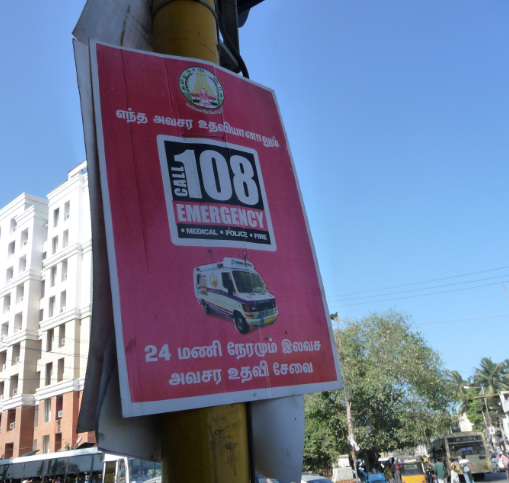 எந்த அவசர உதவியானாலும்
CALL 108
EMERGENCY
• MEDICAL • POLICE • FIRE
24 மணி நேரமும் இலவச
அவசர உதவி சேவை